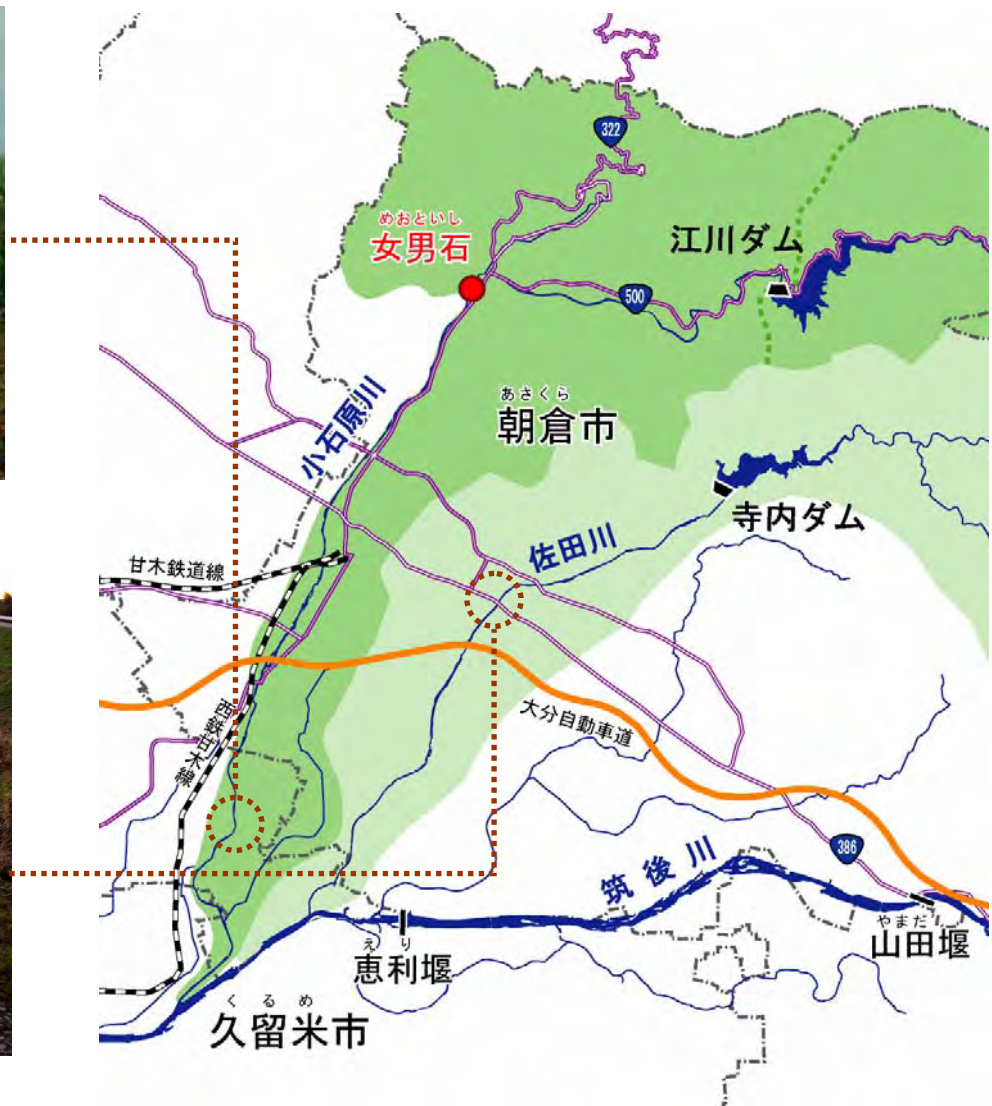 322
めおといし
女男石
江川ダム
500
あさくら
朝倉市
小石原川
寺内ダム
佐田川
甘木鉄道線
西鉄甘木線
大分自動車道
386
筑後川
やまだ
山田堰
えり
恵利堰
くるめ
久留米市